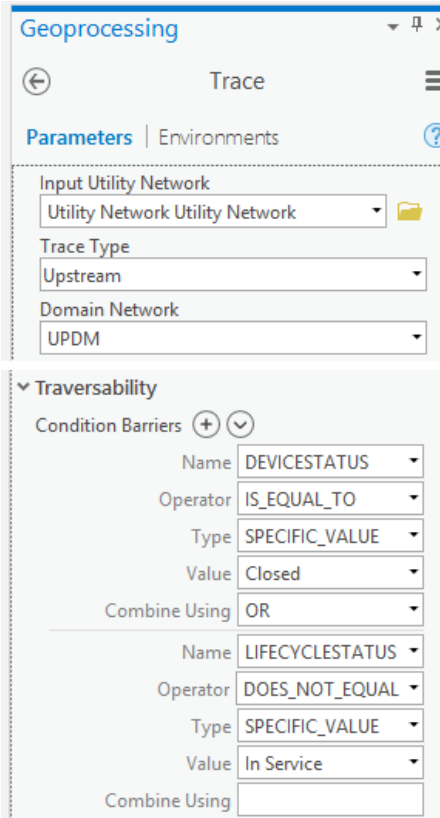 Geoprocessing
Trace
Parameters | Environments
Input Utility Network
Utility Network Utility Network
Trace Type
Upstream
Domain Network
UPDM
Traversability
Condition Barriers
Name DEVICESTATUS
Operator IS_EQUAL_TO
Type SPECIFIC_VALUE
Value Closed
Combine Using OR
Name LIFECYCLESTATUS
Operator DOES_NOT_EQUAL
Type SPECIFIC_VALUE
Value In Service
Combine Using